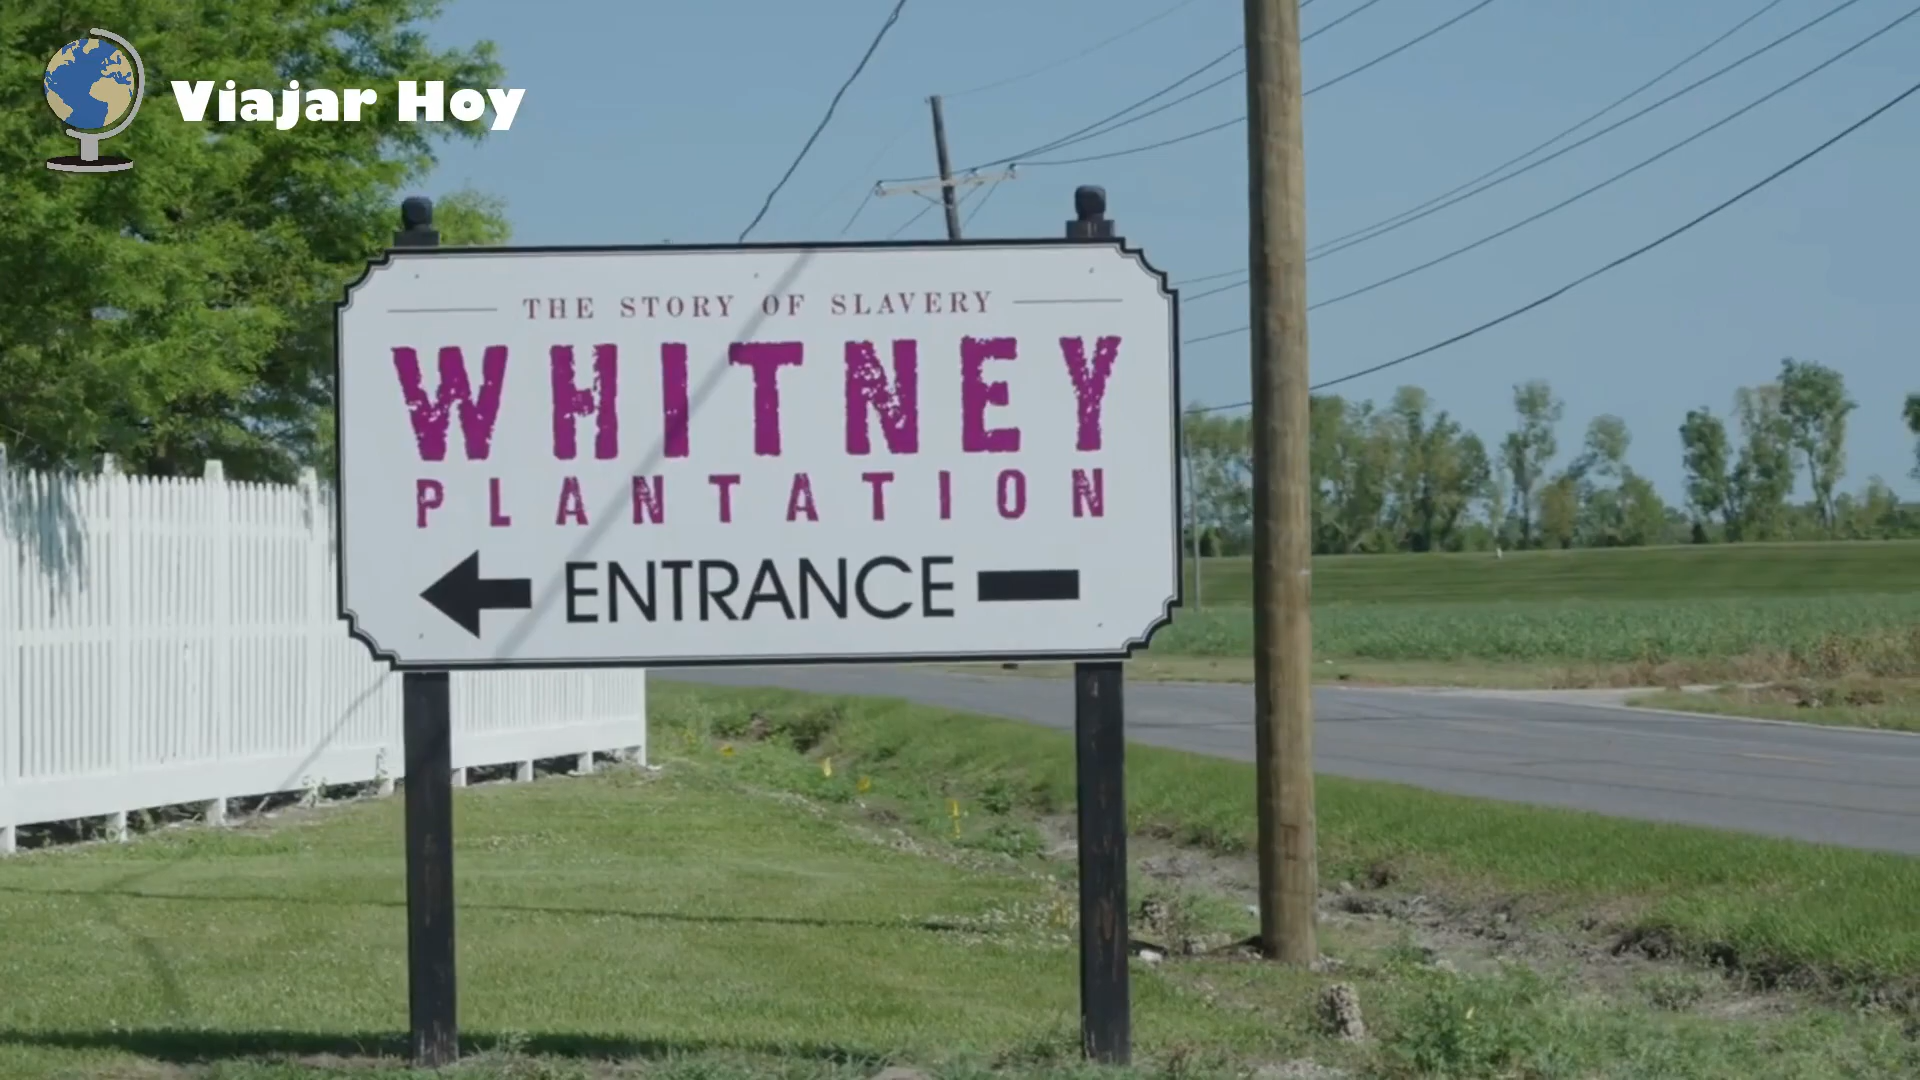 Viajar Hoy
THE STORY OF SLAVERY
WHITNEY
PLANTATION
ENTRANCE